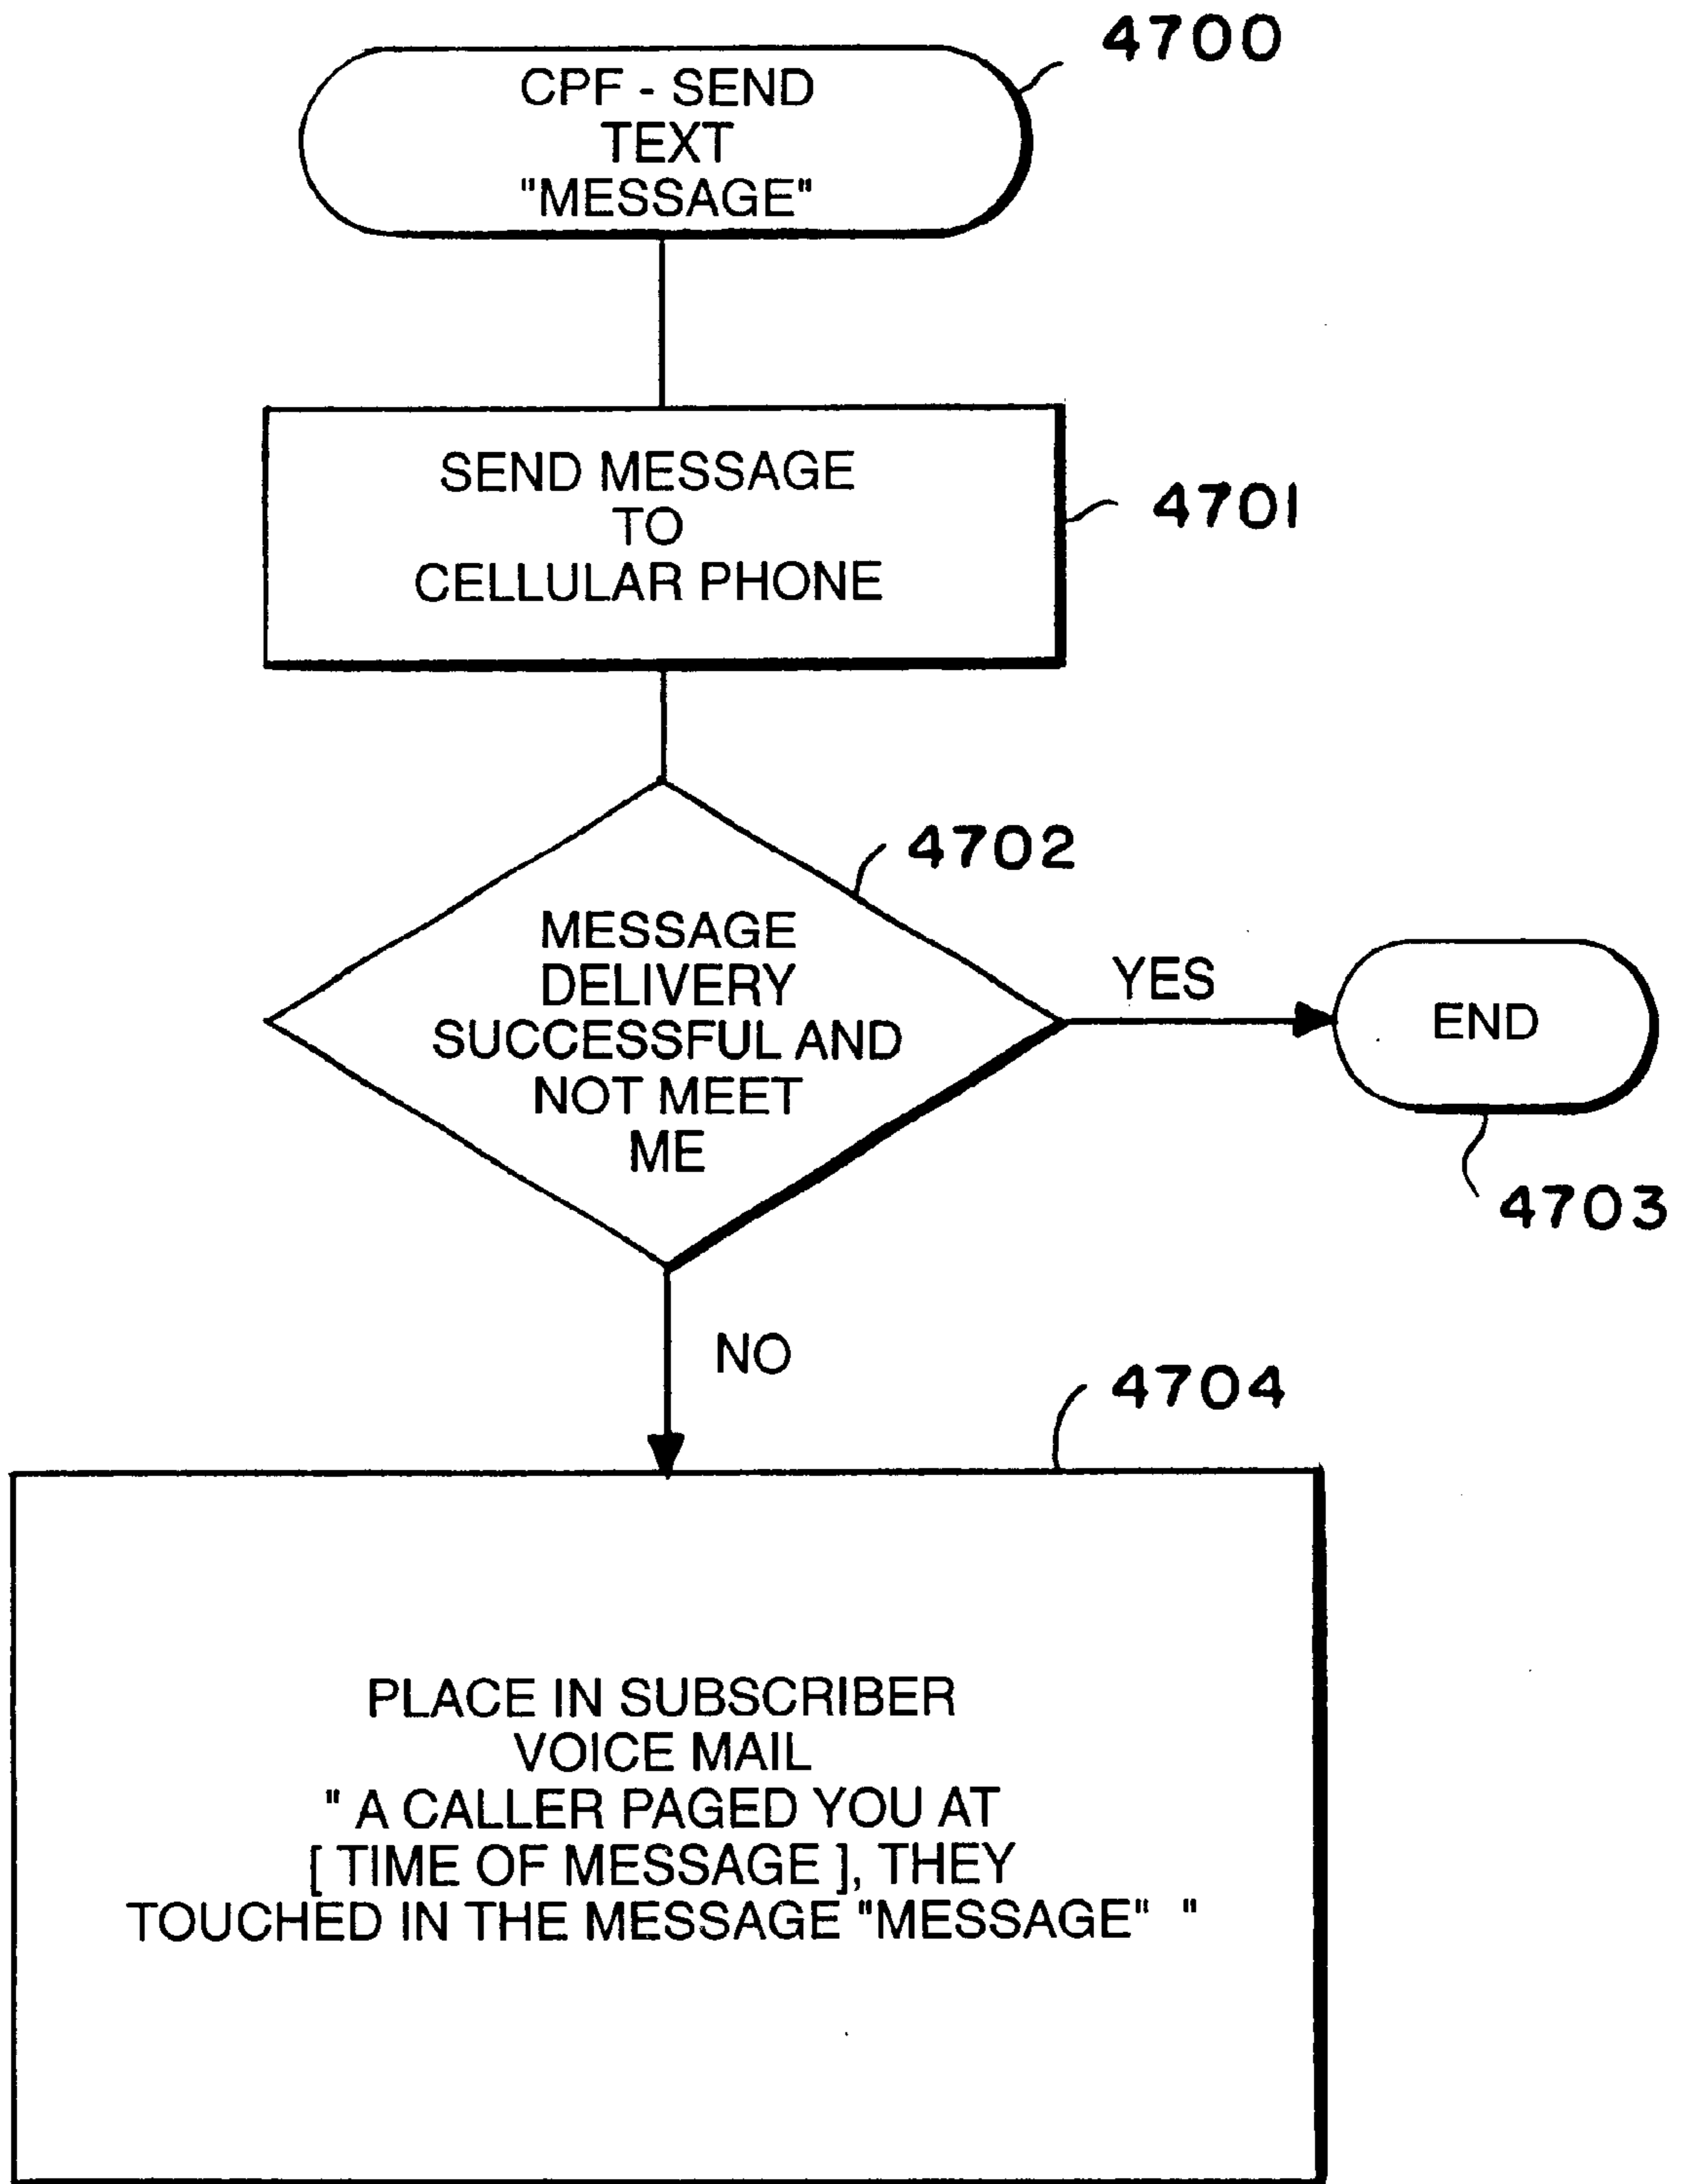 4700
CPF - SEND
TEXT
"MESSAGE"
SEND MESSAGE
TO
CELLULAR PHONE
4701
4702
MESSAGE
DELIVERY
SUCCESSFUL AND
NOT MEET
ME
YES
END
4703
NO
4704
PLACE IN SUBSCRIBER
VOICE MAIL
" A CALLER PAGED YOU AT
[ TIME OF MESSAGE ], THEY
TOUCHED IN THE MESSAGE "MESSAGE" "